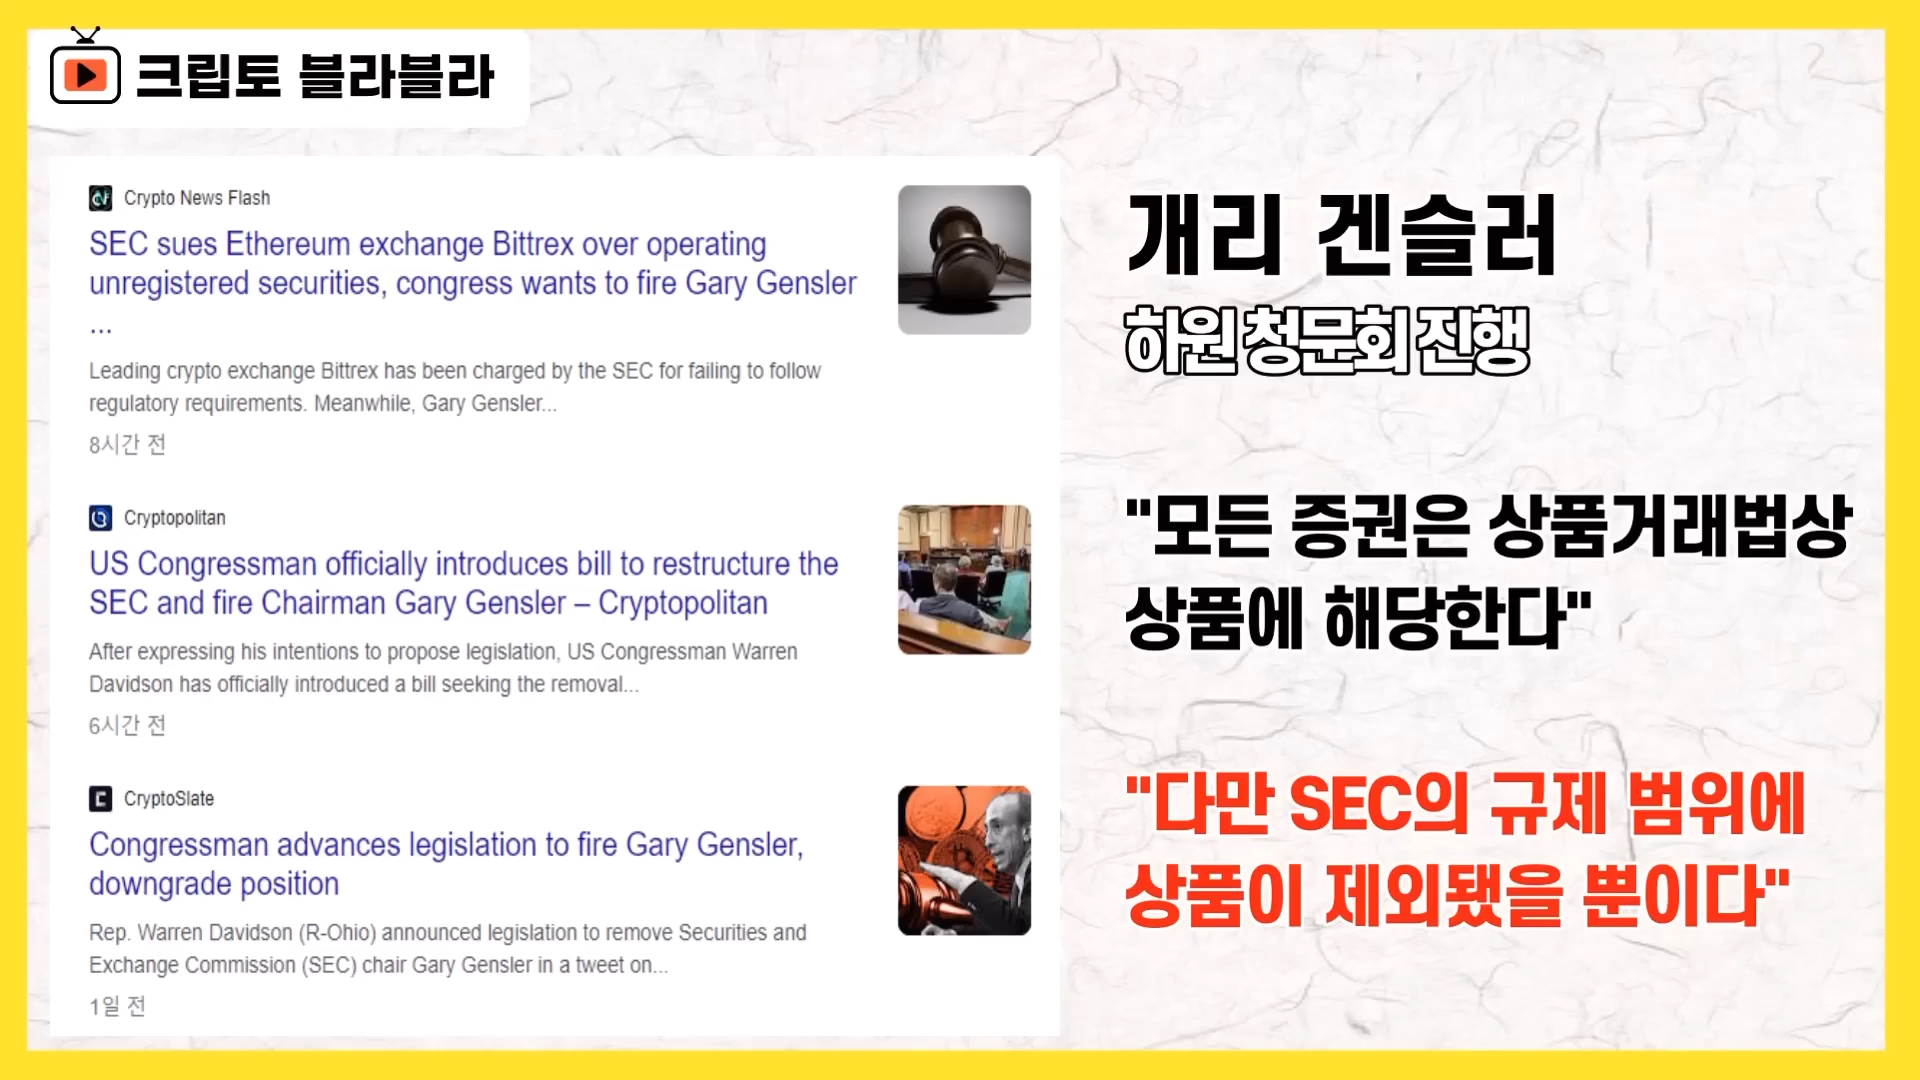 크립토 블라블라
Crypto News Flash
SEC sues Ethereum exchange Bittrex over operating
unregistered securities, congress wants to fire Gary Gensler
...
Leading crypto exchange Bittrex has been charged by the SEC for failing to follow
regulatory requirements. Meanwhile, Gary Gensler...
8시간 전
Cryptopolitan
US Congressman officially introduces bill to restructure the
SEC and fire Chairman Gary Gensler – Cryptopolitan
After expressing his intentions to propose legislation, US Congressman Warren
Davidson has officially introduced a bill seeking the removal...
6시간 전
CryptoSlate
Congressman advances legislation to fire Gary Gensler,
downgrade position
Rep. Warren Davidson (R-Ohio) announced legislation to remove Securities and
Exchange Commission (SEC) chair Gary Gensler in a tweet on...
1일 전
개리 겐슬러
하원 청문회 진행
"모든 증권은 상품거래법상
상품에 해당한다"
"다만 SEC의 규제 범위에
상품이 제외됐을 뿐이다"